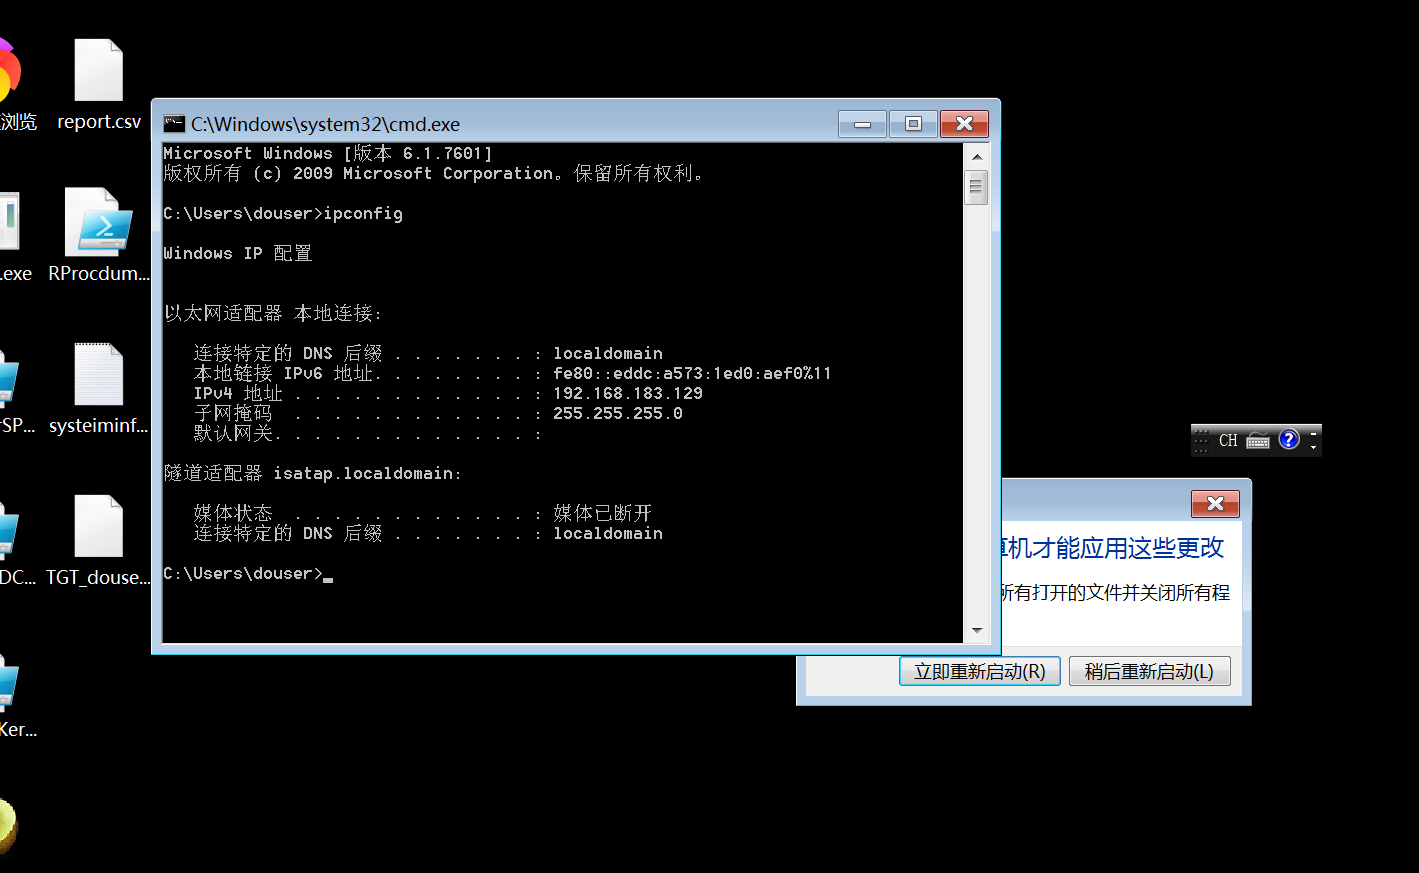 浏览
report.csv
.exe
RProcdum...
rSP...
systeiminf...
DC...
TGT_douse...
Ker...
C:\Windows\system32\cmd.exe
Microsoft Windows [版本 6.1.7601]
版权所有 (c) 2009 Microsoft Corporation。保留所有权利。
C:\Users\douser>ipconfig
Windows IP 配置
以太网适配器 本地连接:
连接特定的 DNS 后缀 . . . . . . . : localdomain
本地链接 IPv6 地址. . . . . . . . : fe80::eddc:a573:1ed0:aef0%11
IPv4 地址 . . . . . . . . . . . . : 192.168.183.129
子网掩码  . . . . . . . . . . . . : 255.255.255.0
默认网关. . . . . . . . . . . . . :
隧道适配器 isatap.localdomain:
媒体状态  . . . . . . . . . . . . : 媒体已断开
连接特定的 DNS 后缀 . . . . . . . : localdomain
C:\Users\douser>_
CH
机才能应用这些更改
所有打开的文件并关闭所有程
立即重新启动(R)
稍后重新启动(L)